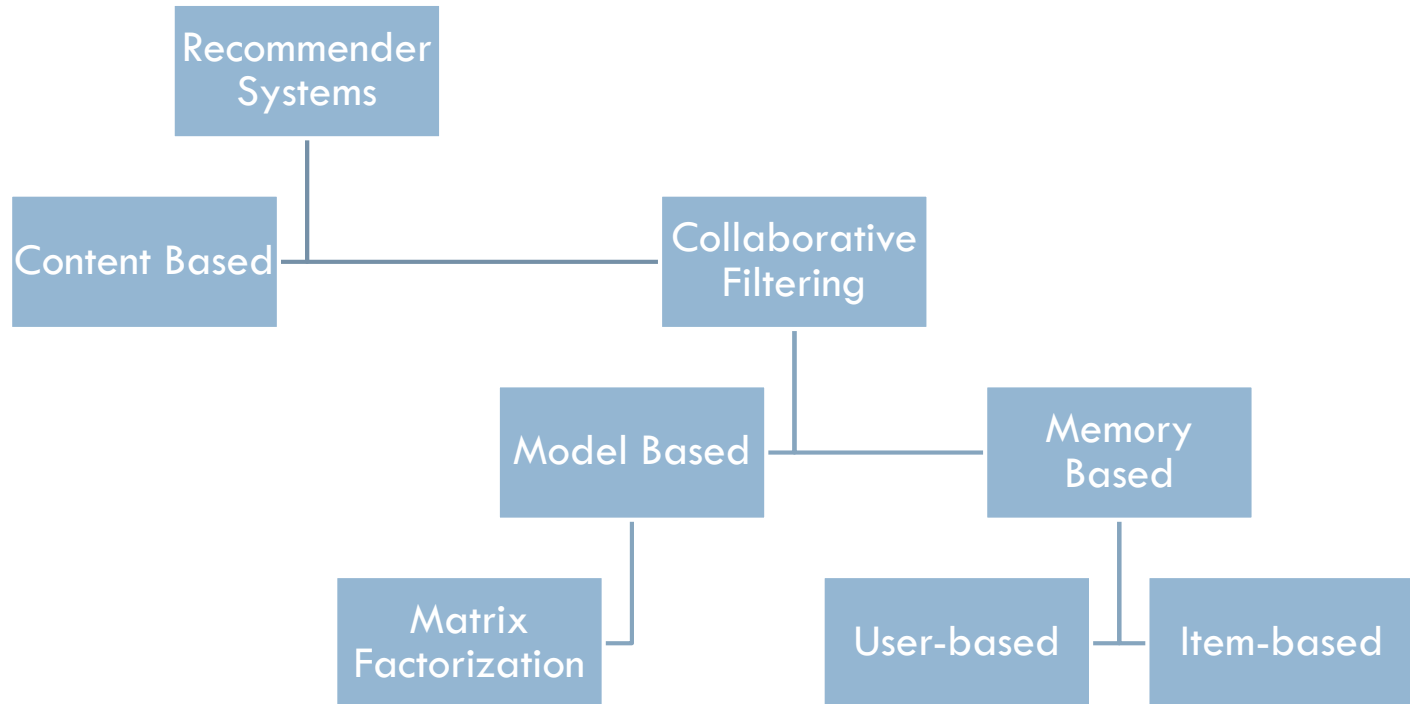 Recommender
Systems
Content Based
Collaborative
Filtering
Model Based
Memory
Based
Matrix
Factorization
User-based
Item-based